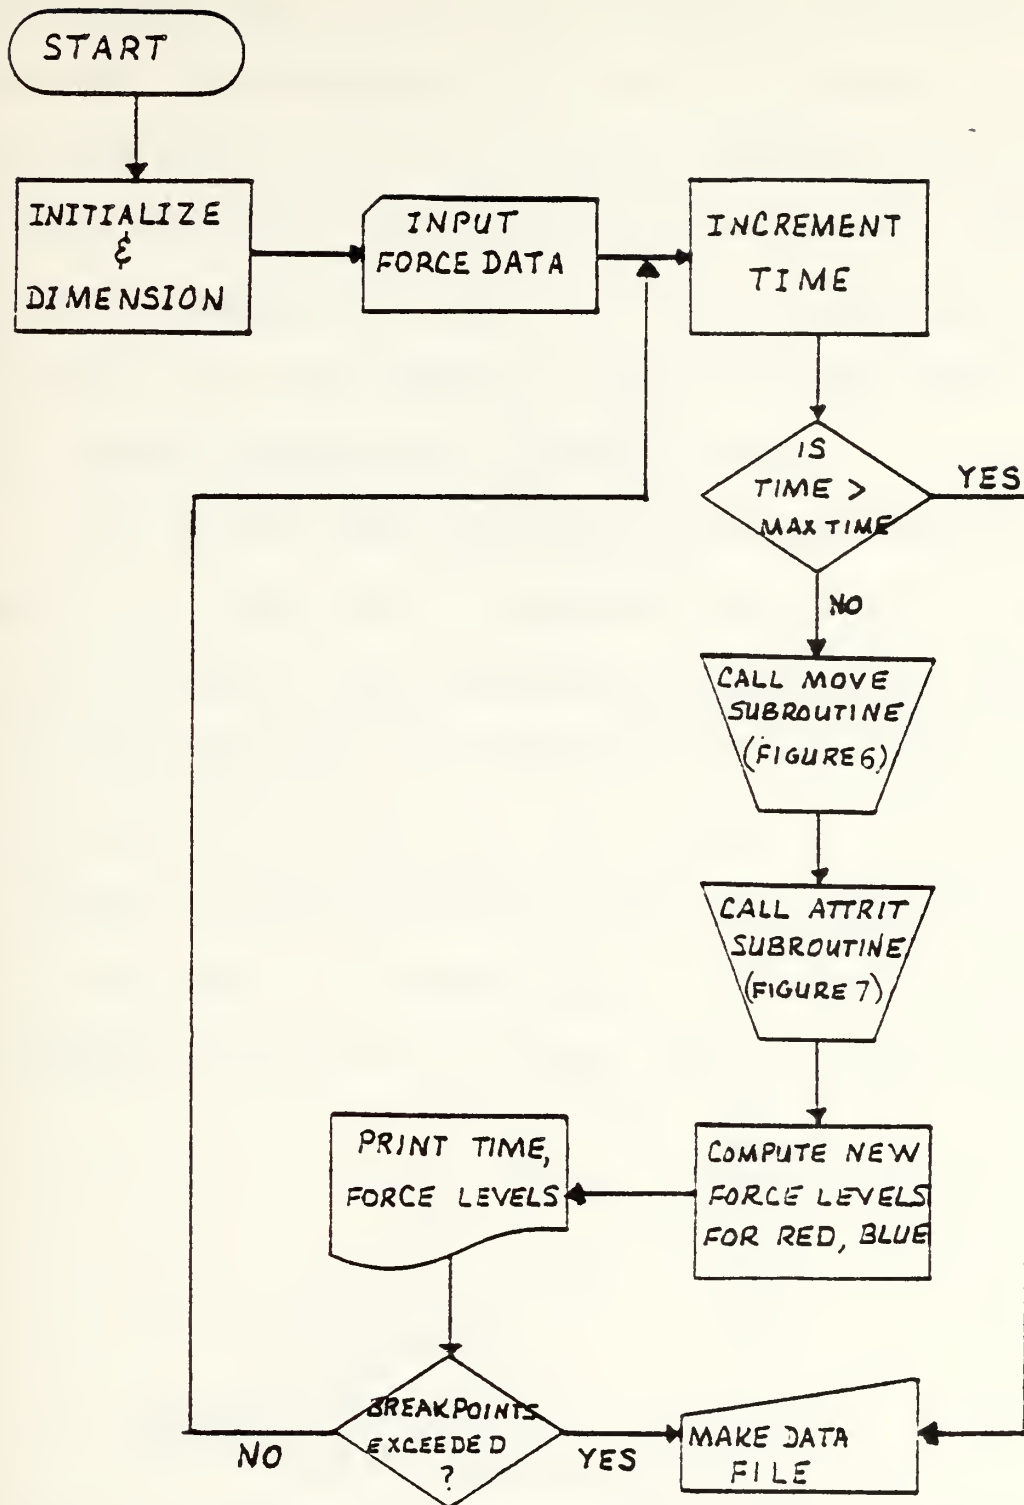 START
INITIALIZE
&
DIMENSION
INPUT
FORCE DATA
INCREMENT
TIME
IS
TIME >
MAX TIME
YES
NO
CALL MOVE
SUBROUTINE
(FIGURE 6)
CALL ATTRIT
SUBROUTINE
(FIGURE 7)
COMPUTE NEW
FORCE LEVELS
FOR RED, BLUE
PRINT TIME,
FORCE LEVELS
BREAKPOINTS
EXCEEDED
?
NO
YES
MAKE DATA
FILE